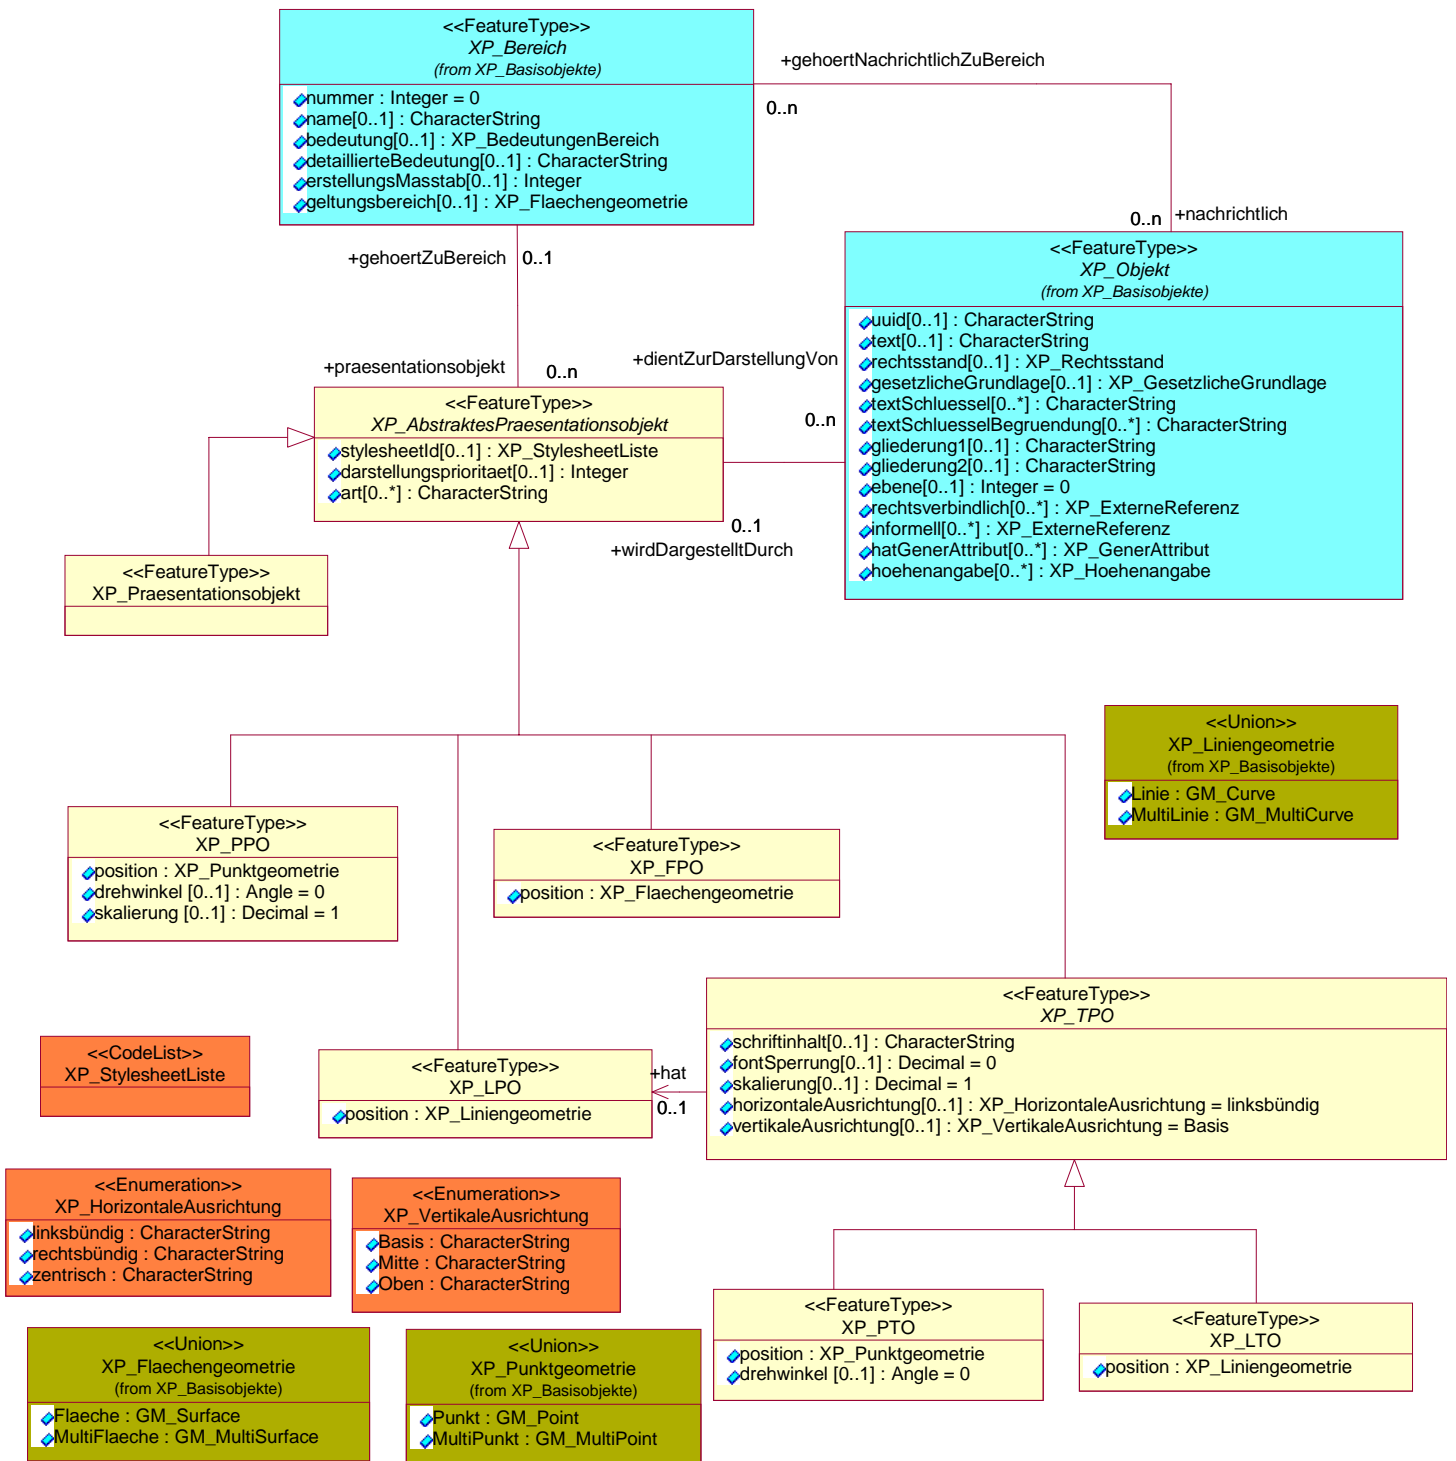 <<FeatureType>>
XP_Bereich
(from XP_Basisobjekte)
nummer : Integer = 0
name[0..1] : CharacterString
bedeutung[0..1] : XP_BedeutungenBereich
detaillierteBedeutung[0..1] : CharacterString
erstellungsMasstab[0..1] : Integer
geltungsbereich[0..1] : XP_Flaechengeometrie
+gehoertNachrichtlichZuBereich
0..n
0..n
+nachrichtlich
+gehoertZuBereich
0..1
<<FeatureType>>
XP_Objekt
(from XP_Basisobjekte)
uuid[0..1] : CharacterString
text[0..1] : CharacterString
rechtsstand[0..1] : XP_Rechtsstand
gesetzlicheGrundlage[0..1] : XP_GesetzlicheGrundlage
textSchluessel[0..*] : CharacterString
textSchluesselBegruendung[0..*] : CharacterString
gliederung1[0..1] : CharacterString
gliederung2[0..1] : CharacterString
ebene[0..1] : Integer = 0
rechtsverbindlich[0..*] : XP_ExterneReferenz
informell[0..*] : XP_ExterneReferenz
hatGenerAttribut[0..*] : XP_GenerAttribut
hoehenangabe[0..*] : XP_Hoehenangabe
+praesentationsobjekt
0..n
+dientZurDarstellungVon
0..n
<<FeatureType>>
XP_AbstraktesPraesentationsobjekt
stylesheetId[0..1] : XP_StylesheetListe
darstellungsprioritaet[0..1] : Integer
art[0..*] : CharacterString
0..1
+wirdDargestelltDurch
<<FeatureType>>
XP_Praesentationsobjekt
<<Union>>
XP_Liniengeometrie
(from XP_Basisobjekte)
Linie : GM_Curve
MultiLinie : GM_MultiCurve
<<FeatureType>>
XP_PPO
position : XP_Punktgeometrie
drehwinkel [0..1] : Angle = 0
skalierung [0..1] : Decimal = 1
<<FeatureType>>
XP_FPO
position : XP_Flaechengeometrie
<<FeatureType>>
XP_TPO
schriftinhalt[0..1] : CharacterString
fontSperrung[0..1] : Decimal = 0
skalierung[0..1] : Decimal = 1
horizontaleAusrichtung[0..1] : XP_HorizontaleAusrichtung = linksbündig
vertikaleAusrichtung[0..1] : XP_VertikaleAusrichtung = Basis
<<CodeList>>
XP_StylesheetListe
<<FeatureType>>
XP_LPO
position : XP_Liniengeometrie
+hat
0..1
<<Enumeration>>
XP_HorizontaleAusrichtung
linksbündig : CharacterString
rechtsbündig : CharacterString
zentrisch : CharacterString
<<Enumeration>>
XP_VertikaleAusrichtung
Basis : CharacterString
Mitte : CharacterString
Oben : CharacterString
<<FeatureType>>
XP_PTO
position : XP_Punktgeometrie
drehwinkel [0..1] : Angle = 0
<<FeatureType>>
XP_LTO
position : XP_Liniengeometrie
<<Union>>
XP_Flaechengeometrie
(from XP_Basisobjekte)
Flaeche : GM_Surface
MultiFlaeche : GM_MultiSurface
<<Union>>
XP_Punktgeometrie
(from XP_Basisobjekte)
Punkt : GM_Point
MultiPunkt : GM_MultiPoint